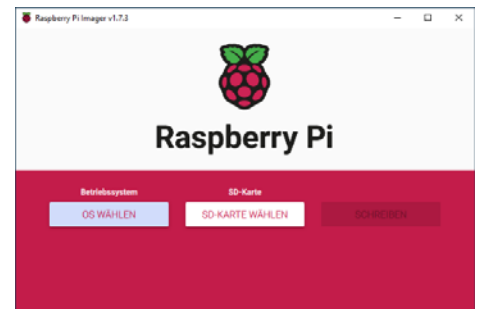 Raspberry Pi Imager v1.7.3
Raspberry Pi
Betriebssystem
SD-Karte
OS WÄHLEN
SD-KARTE WÄHLEN
SCHREIBEN